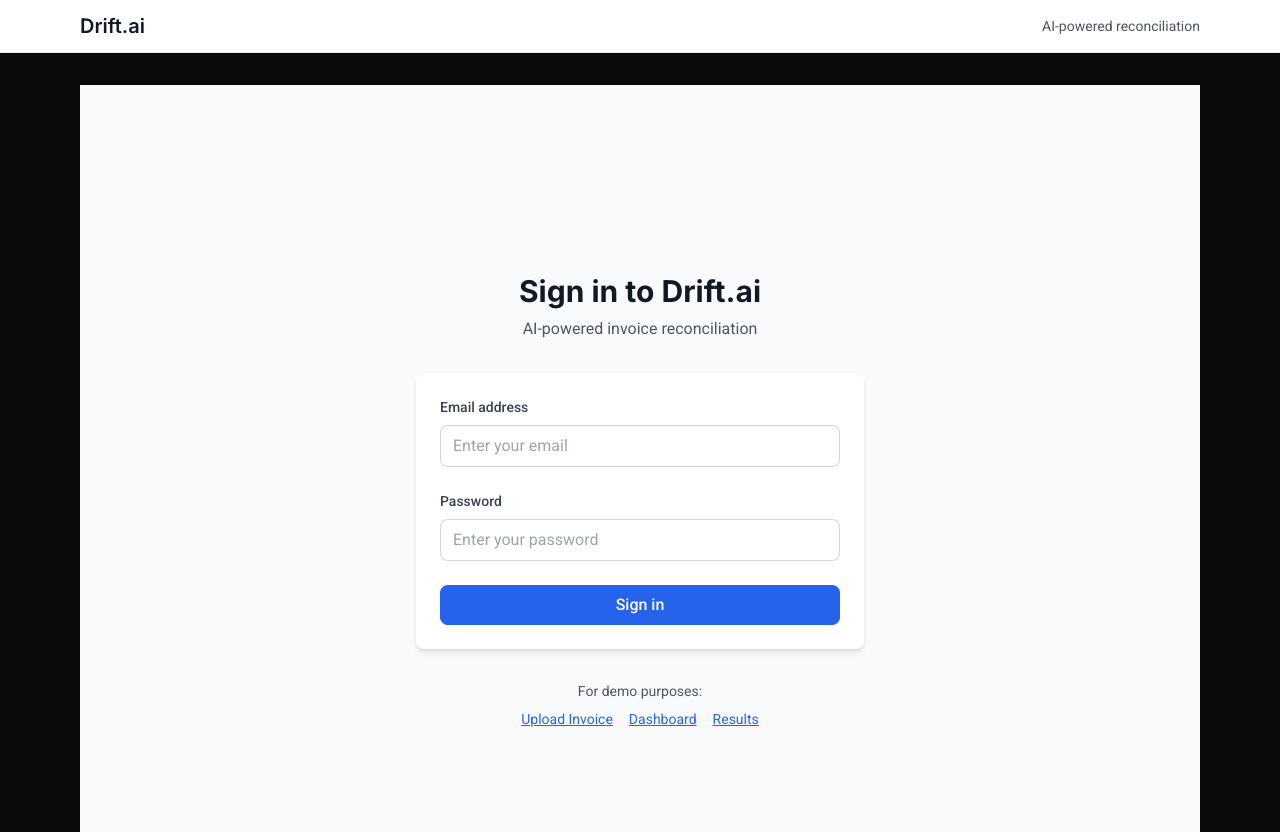 Drift.ai
AI-powered reconciliation
Sign in to Drift.ai
AI-powered invoice reconciliation
Email address
Enter your email
Password
Enter your password
Sign in
For demo purposes:
Upload Invoice Dashboard Results